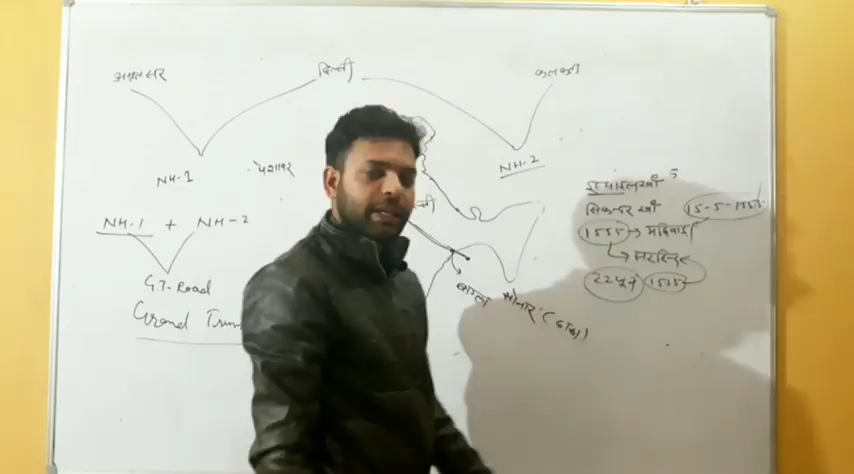 अमृतसर दिल्ली कलकत्ता
NH-1 पेशावर NH-2
NH-1 + NH-2
G.T-Road
Grand Trun
बांग्ला सोनार (ढाका)
सिकन्दर खाँ 15-5-1555
1555 →
→ सरहिन्द
22 जून 1555